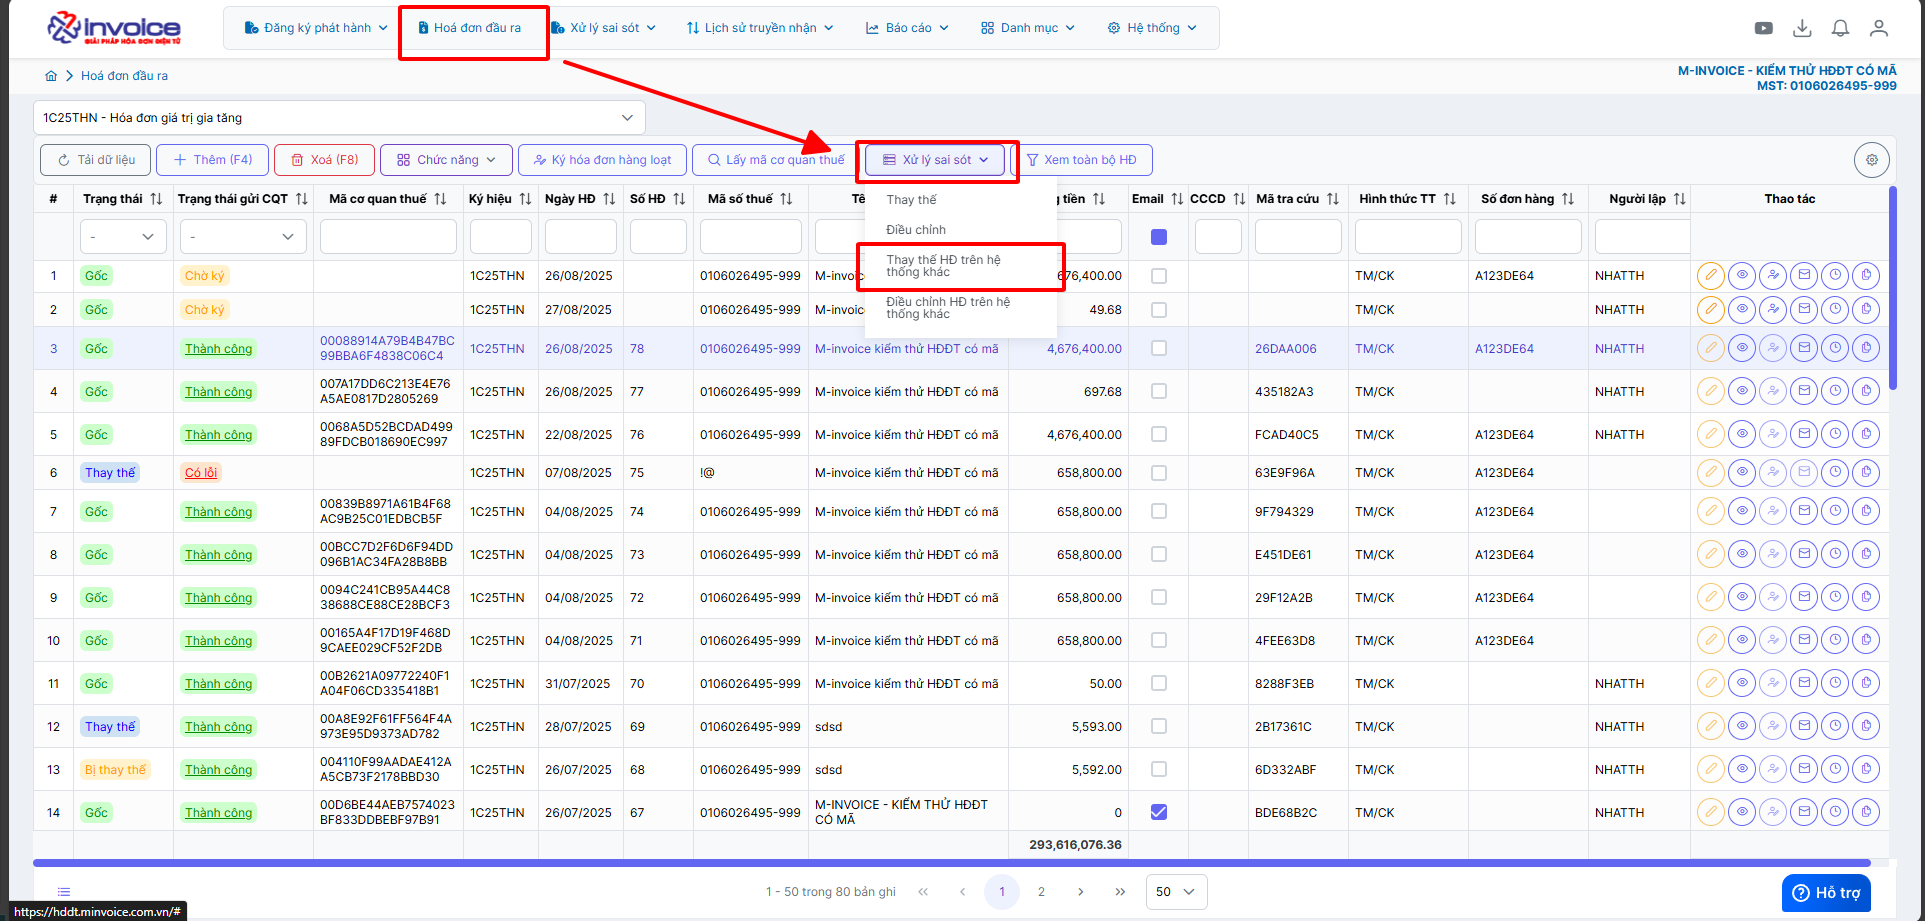 invoice
GIẢI PHÁP HÓA ĐƠN ĐIỆN TỬ
Đăng ký phát hành
Hoá đơn đầu ra
Xử lý sai sót
Lịch sử truyền nhận
Báo cáo
Danh mục
Hệ thống
Hoá đơn đầu ra
M-INVOICE - KIỂM THỬ HĐĐT CÓ MÃ
MST: 0106026495-999
1C25THN - Hóa đơn giá trị gia tăng
Tải dữ liệu
Thêm (F4)
Xoá (F8)
Chức năng
Ký hóa đơn hàng loạt
Lấy mã cơ quan thuế
Xử lý sai sót
Xem toàn bộ HĐ
Thay thế
Điều chỉnh
Thay thế HĐ trên hệ
thống khác
Điều chỉnh HĐ trên hệ
thống khác
# Trạng thái Trạng thái gửi CQT Mã cơ quan thuế Ký hiệu Ngày HĐ Số HĐ Mã số thuế tiền Email CCCD Mã tra cứu Hình thức TT Số đơn hàng Người lập Thao tác
- -
1 Gốc Chờ ký 1C25THN 26/08/2025 0106026495-999 M-invoic 676,400.00 TM/CK A123DE64 NHATTH
2 Gốc Chờ ký 1C25THN 27/08/2025 0106026495-999 M-invoic 49.68 TM/CK NHATTH
3 Gốc Thành công 00088914A79B4B47BC 1C25THN 26/08/2025 78 0106026495-999 M-invoice kiểm thử HĐĐT có mã 4,676,400.00 26DAA006 TM/CK A123DE64 NHATTH
99BBA6F4838C06C4
4 Gốc Thành công 007A17DD6C213E4E76 1C25THN 26/08/2025 77 0106026495-999 M-invoice kiểm thử HĐĐT có mã 697.68 435182A3 TM/CK NHATTH
A5AE0817D2805269
5 Gốc Thành công 0068A5D52BCDAD499 1C25THN 22/08/2025 76 0106026495-999 M-invoice kiểm thử HĐĐT có mã 4,676,400.00 FCAD40C5 TM/CK A123DE64 NHATTH
89FDCB018690EC997
6 Thay thế Có lỗi 1C25THN 07/08/2025 75 !@ M-invoice kiểm thử HĐĐT có mã 658,800.00 63E9F96A TM/CK A123DE64
7 Gốc Thành công 00839B8971A61B4F68 1C25THN 04/08/2025 74 0106026495-999 M-invoice kiểm thử HĐĐT có mã 658,800.00 9F794329 TM/CK A123DE64
AC9B25C01EDBCB5F
8 Gốc Thành công 00BCC7D2F6D6F94DD 1C25THN 04/08/2025 73 0106026495-999 M-invoice kiểm thử HĐĐT có mã 658,800.00 E451DE61 TM/CK A123DE64
096B1AC34FA28B8BB
9 Gốc Thành công 0094C241CB95A44C8 1C25THN 04/08/2025 72 0106026495-999 M-invoice kiểm thử HĐĐT có mã 658,800.00 29F12A2B TM/CK A123DE64
838688CE88CE28BCF3
10 Gốc Thành công 00165A4F17D19F468D 1C25THN 04/08/2025 71 0106026495-999 M-invoice kiểm thử HĐĐT có mã 658,800.00 4FEE63D8 TM/CK A123DE64
9CAEE029CF52F2DB
11 Gốc Thành công 00B2621A09772240F1 1C25THN 31/07/2025 70 0106026495-999 M-invoice kiểm thử HĐĐT có mã 50.00 8288F3EB TM/CK NHATTH
A04F06CD335418B1
12 Thay thế Thành công 00A8E92F61FF564F4A 1C25THN 28/07/2025 69 0106026495-999 sdsd 5,593.00 2B17361C TM/CK NHATTH
973E95D9373AD782
13 Bị thay thế Thành công 004110F99AADAE412A 1C25THN 26/07/2025 68 0106026495-999 sdsd 5,592.00 6D332ABF TM/CK NHATTH
A5CB73F2178BBD30
14 Gốc Thành công 00D6BE44AEB7574023 1C25THN 26/07/2025 67 0106026495-999 M-INVOICE - KIỂM THỬ HĐĐT 0 BDE68B2C TM/CK NHATTH
BF833DDBEBF97B91 CÓ MÃ
293,616,076.36
1 - 50 trong 80 bản ghi
1
2
50
Hỗ trợ
https://hddt.minvoice.com.vn/#